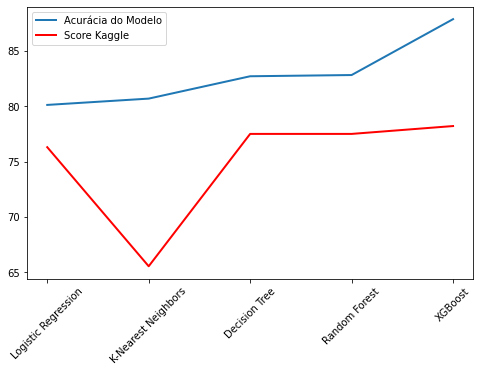 Acurácia do Modelo
Score Kaggle
85
80
75
70
65
Logistic Regression
K-Nearest Neighbors
Decision Tree
Random Forest
XGBoost